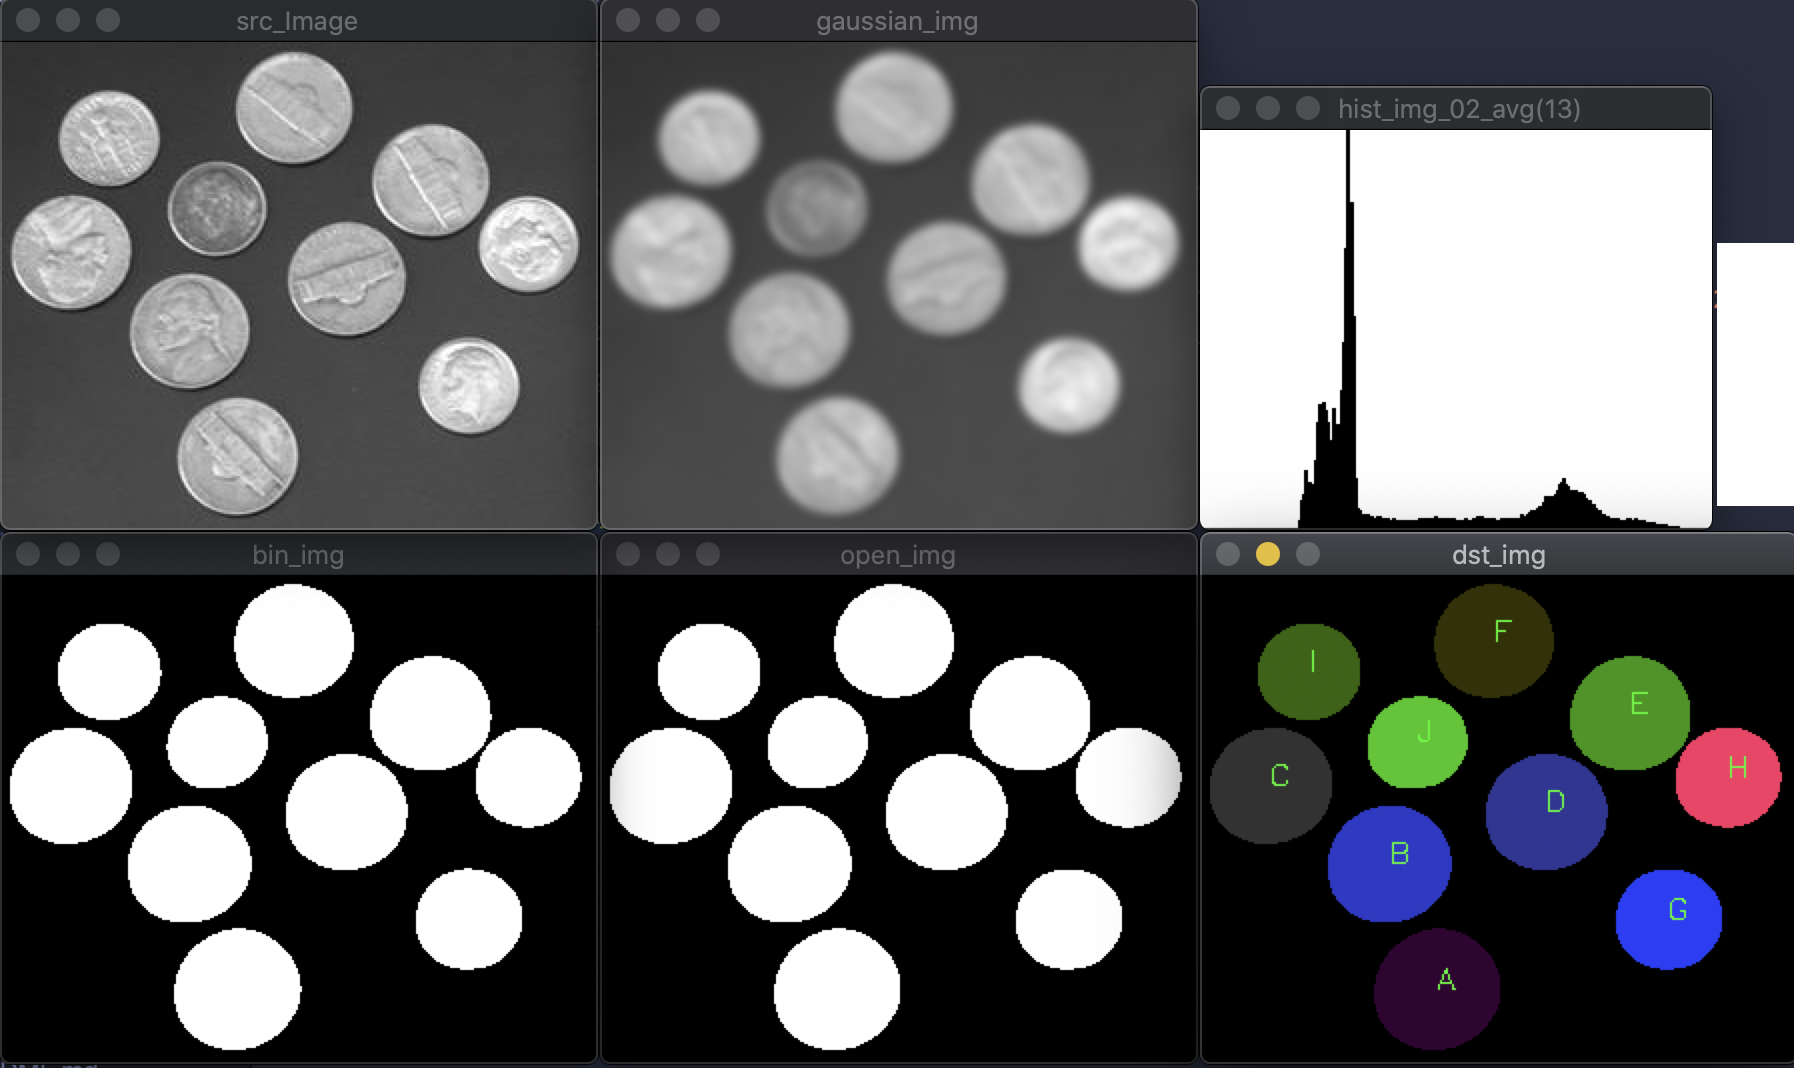 src_Image
gaussian_img
hist_img_02_avg(13)
bin_img
open_img
dst_img
F
I
E
J
C
H
D
B
G
A